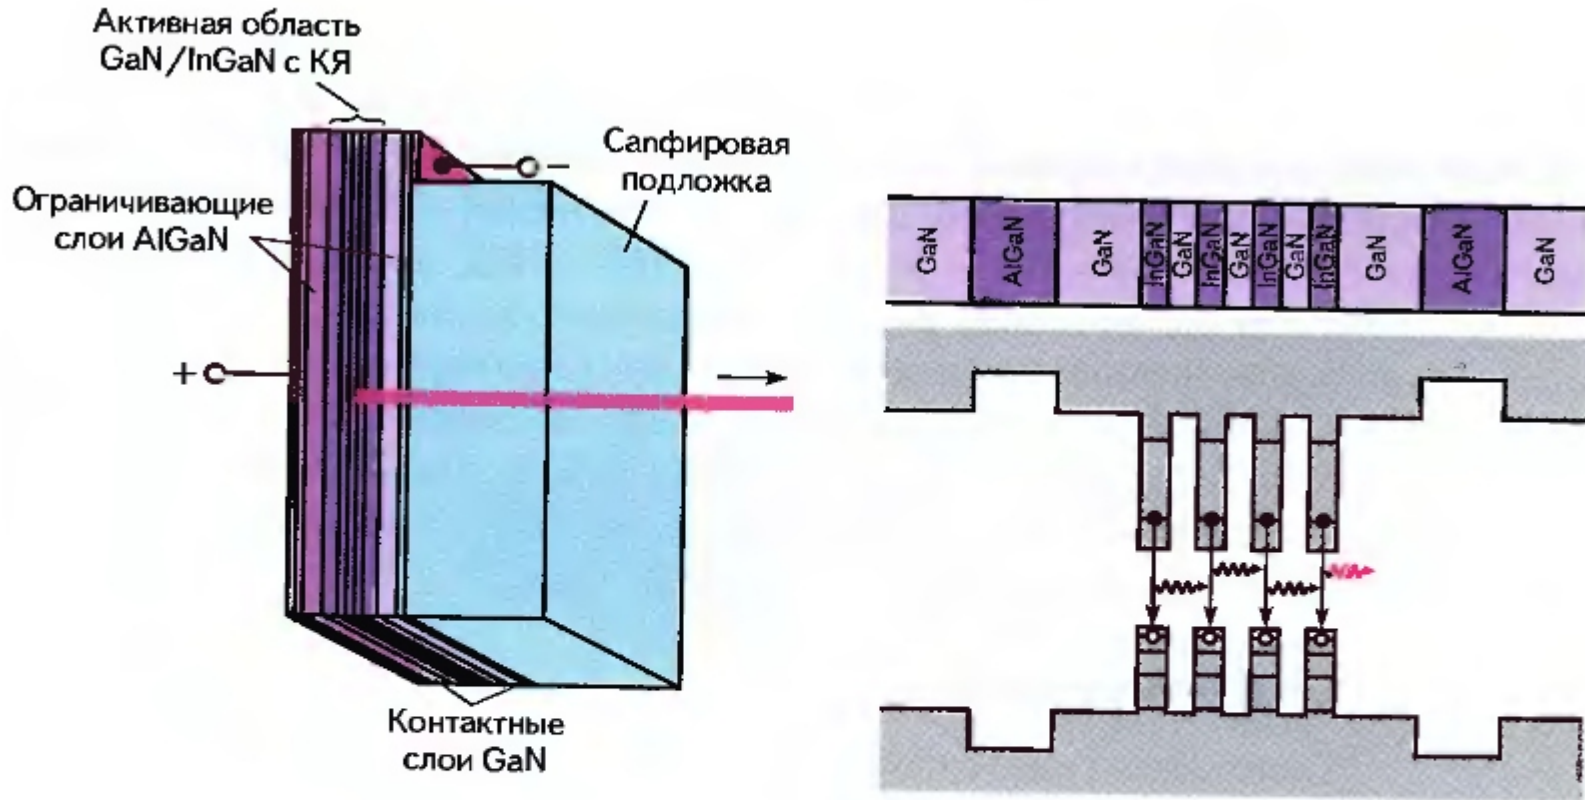 Активная область
GaN/InGaN с КЯ
Сапфировая
подложка
Ограничивающие
слои AlGaN
+
−
Контактные
слои GaN
GaN
AlGaN
GaN
InGaN
GaN
InGaN
GaN
InGaN
GaN
InGaN
GaN
AlGaN
GaN